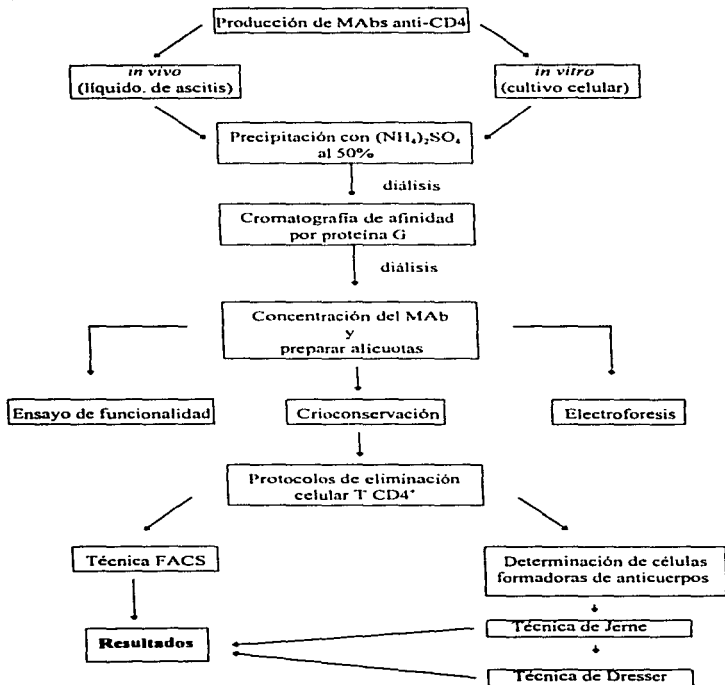 Producción de MAbs anti-CD4
in vivo
(líquido. de ascitis)
in vitro
(cultivo celular)
Precipitación con (NH₄)₂SO₄
al 50%
diálisis
Cromatografía de afinidad
por proteína G
diálisis
Concentración del MAb
y
preparar alicuotas
Ensayo de funcionalidad
Crioconservación
Electroforesis
Protocolos de eliminación
celular T CD4⁺
Técnica FACS
Determinación de células
formadoras de anticuerpos
Resultados
Técnica de Jerne
Técnica de Dresser